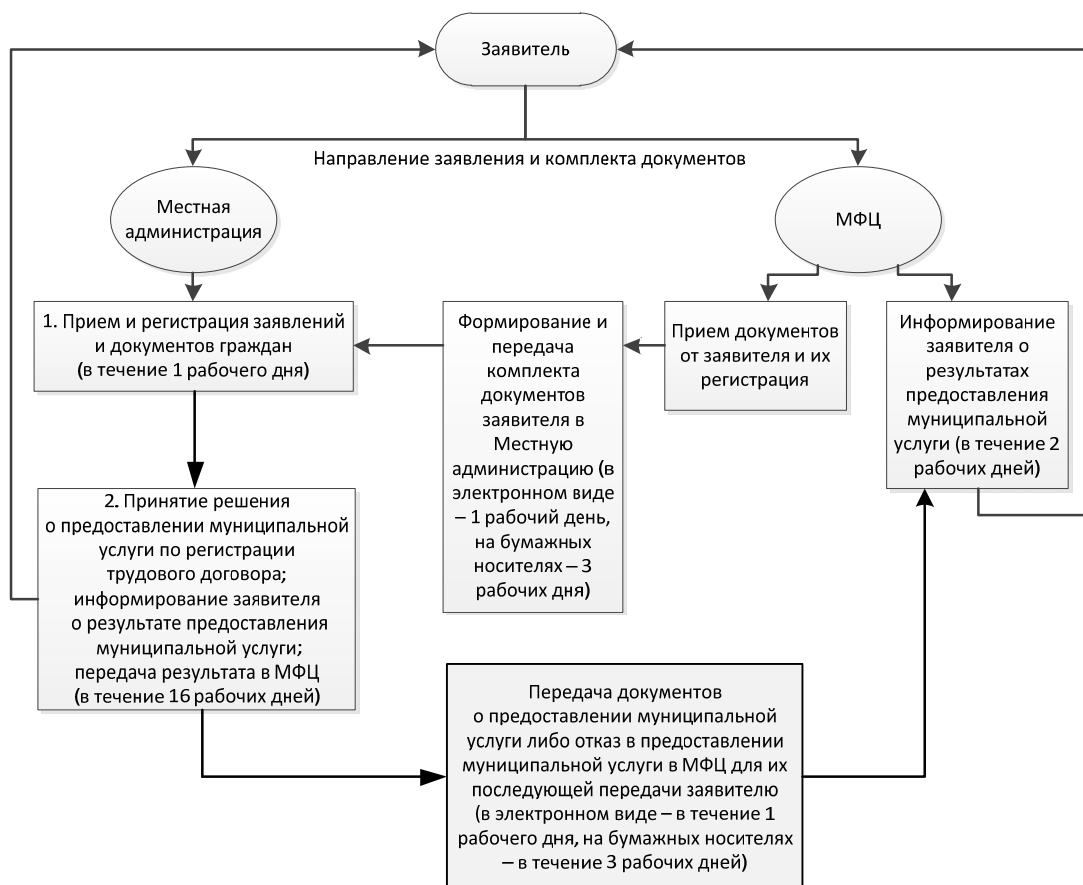 Заявитель
Направление заявления и комплекта документов
Местная
администрация
МФЦ
1. Прием и регистрация заявлений
и документов граждан
(в течение 1 рабочего дня)
Формирование и
передача
комплекта
документов
заявителя в
Местную
администрацию (в
электронном виде
– 1 рабочий день,
на бумажных
носителях – 3
рабочих дня)
Прием документов
от заявителя и их
регистрация
Информирование
заявителя о
результатах
предоставления
муниципальной
услуги (в течение 2
рабочих дней)
2. Принятие решения
о предоставлении муниципальной
услуги по регистрации
трудового договора;
информирование заявителя
о результате предоставления
муниципальной услуги;
передача результата в МФЦ
(в течение 16 рабочих дней)
Передача документов
о предоставлении муниципальной
услуги либо отказ в предоставлении
муниципальной услуги в МФЦ для их
последующей передачи заявителю
(в электронном виде – в течение 1
рабочего дня, на бумажных носителях
– в течение 3 рабочих дней)